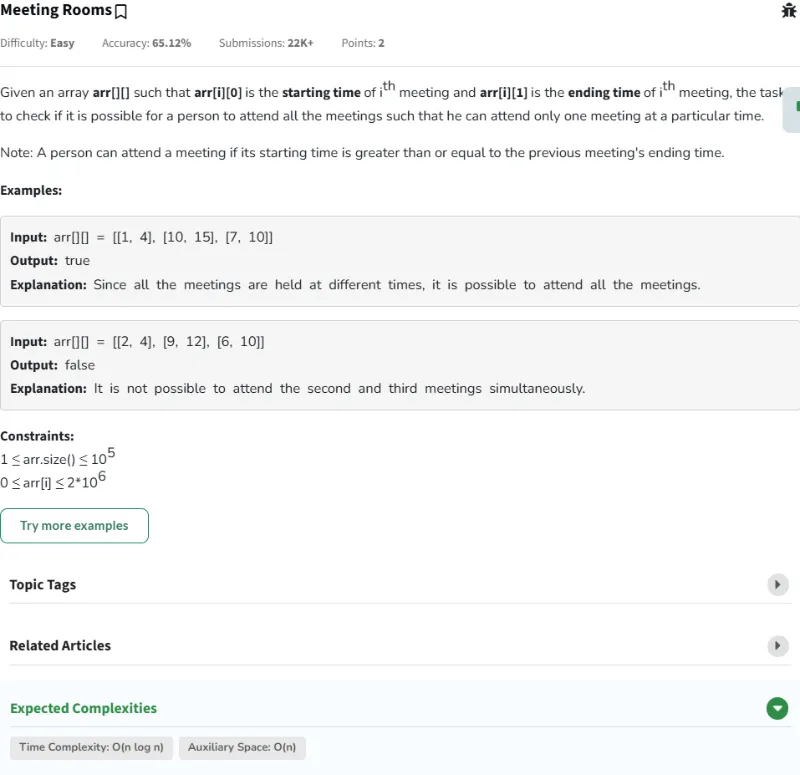 Meeting Rooms
Difficulty: Easy Accuracy: 65.12% Submissions: 22K+ Points: 2
Given an array arr[][] such that arr[i][0] is the starting time of ith meeting and arr[i][1] is the ending time of ith meeting, the task
to check if it is possible for a person to attend all the meetings such that he can attend only one meeting at a particular time.
Note: A person can attend a meeting if its starting time is greater than or equal to the previous meeting's ending time.
Examples:
Input: arr[][] = [[1, 4], [10, 15], [7, 10]]
Output: true
Explanation: Since all the meetings are held at different times, it is possible to attend all the meetings.
Input: arr[][] = [[2, 4], [9, 12], [6, 10]]
Output: false
Explanation: It is not possible to attend the second and third meetings simultaneously.
Constraints:
1 ≤ arr.size() ≤ 10^5
0 ≤ arr[i] ≤ 2*10^6
Try more examples
Topic Tags
Related Articles
Expected Complexities
Time Complexity: O(n log n) Auxiliary Space: O(n)